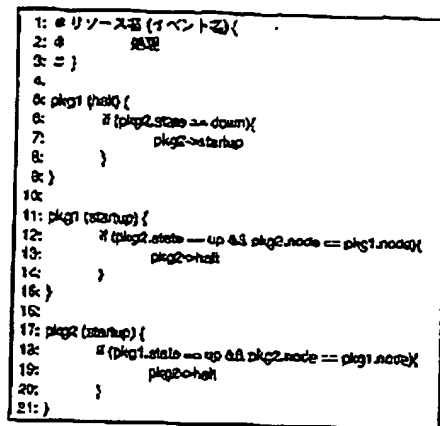 1: # リソース名 (イベント名) {
2: # 処理
3: # }
4:
5: pkg1 (halt) {
6: if (pkg2.state == down){
7: pkg2->startup
8: }
9: }
10:
11: pkg1 (startup) {
12: if (pkg2.state == up && pkg2.node == pkg1.node){
13: pkg2->halt
14: }
15: }
16:
17: pkg2 (startup) {
18: if (pkg1.state == up && pkg2.node == pkg1.node){
19: pkg2->halt
20: }
21: }